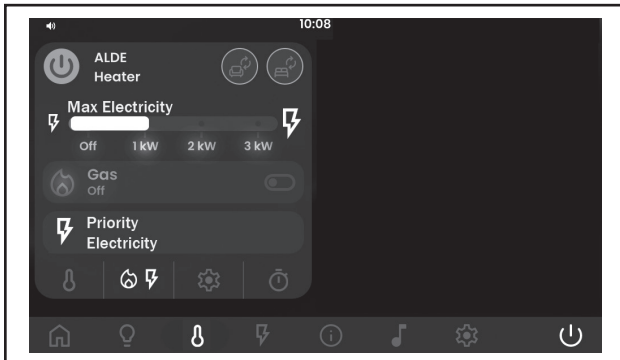 10:08
ALDE
Heater
Max Electricity
Off 1 kW 2 kW 3 kW
Gas
Off
Priority
Electricity